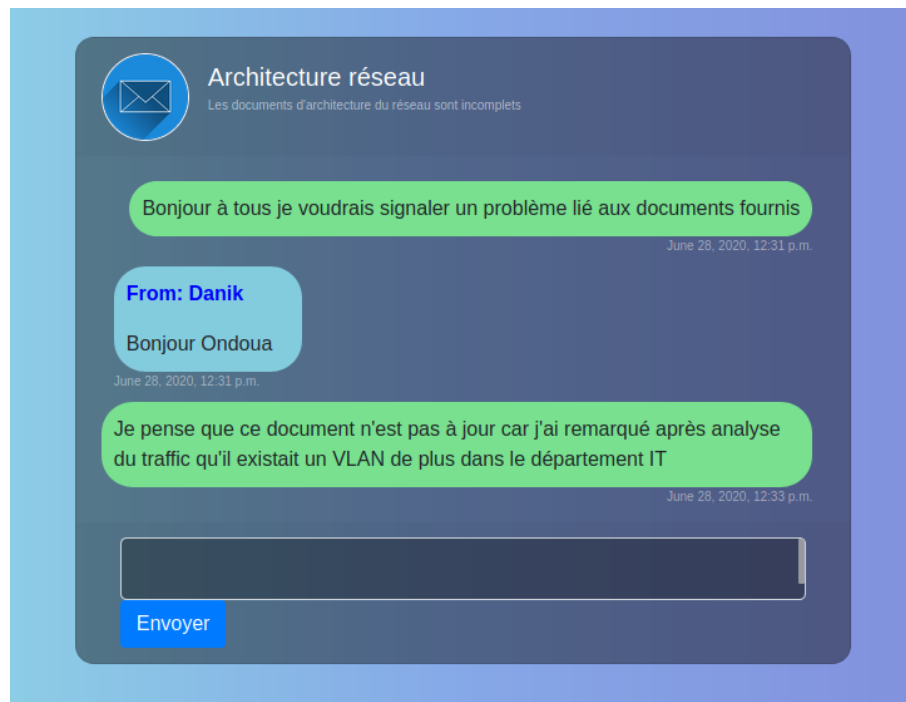 Architecture réseau
Les documents d'architecture du réseau sont incomplets
Bonjour à tous je voudrais signaler un problème lié aux documents fournis
June 28, 2020, 12:31 p.m.
From: Danik
Bonjour Ondoua
June 28, 2020, 12:31 p.m.
Je pense que ce document n'est pas à jour car j'ai remarqué après analyse
du traffic qu'il existait un VLAN de plus dans le département IT
June 28, 2020, 12:33 p.m.
Envoyer